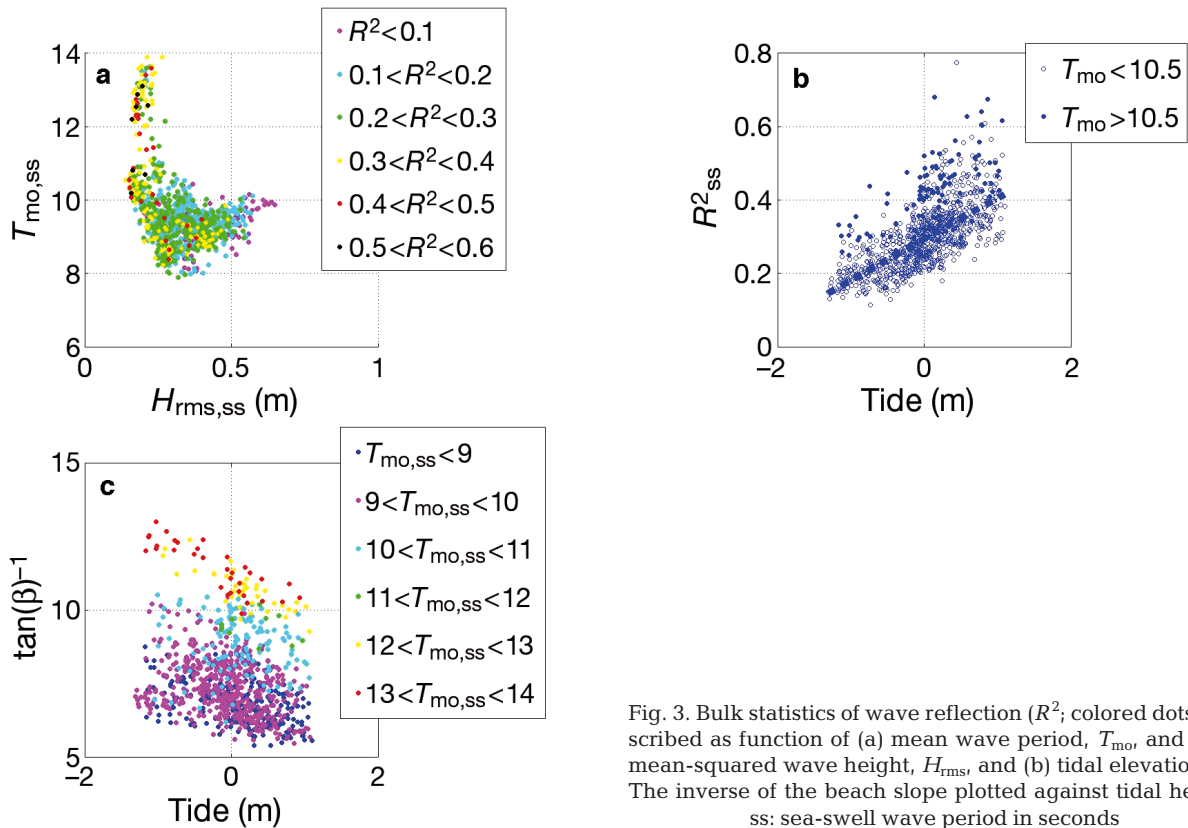 a
R²<0.1
0.1<R²<0.2
0.2<R²<0.3
0.3<R²<0.4
0.4<R²<0.5
0.5<R²<0.6
14
12
10
8
6
T mo,ss
0 0.5 1
H rms,ss (m)
b
T mo<10.5
T mo>10.5
0.8
0.6
0.4
0.2
0
R² ss
−2 0 2
Tide (m)
c
T mo,ss<9
9<T mo,ss<10
10<T mo,ss<11
11<T mo,ss<12
12<T mo,ss<13
13<T mo,ss<14
15
10
5
tan(β)⁻¹
−2 0 2
Tide (m)
Fig. 3. Bulk statistics of wave reflection (R²; colored dots
scribed as function of (a) mean wave period, T mo, and
mean-squared wave height, H rms, and (b) tidal elevatio
The inverse of the beach slope plotted against tidal he
ss: sea-swell wave period in seconds